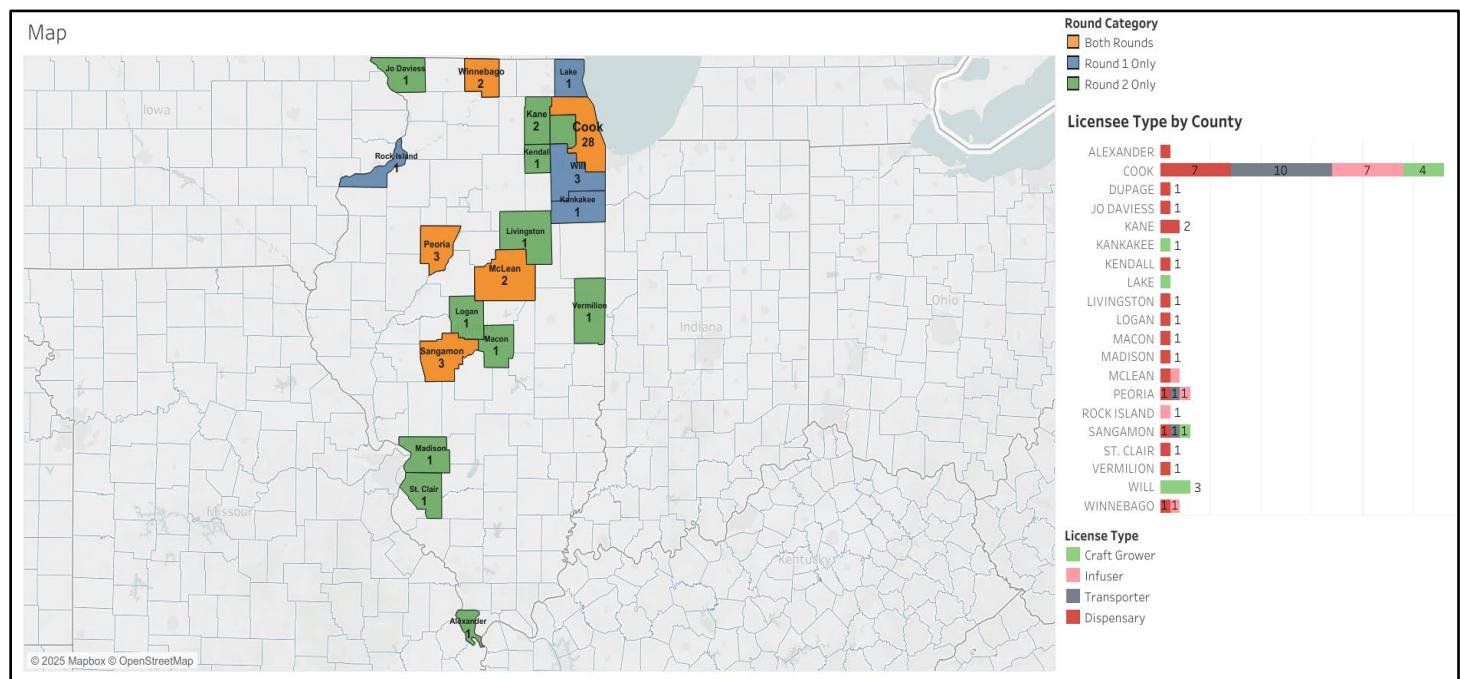 Map
Iowa
Missouri
Indiana
Ohio
Kentucky
Jo Daviess
1
Winnebago
2
Lake
1
Kane
2
Cook
28
Kendall
1
Will
3
Rock Island
1
Kankakee
1
Livingston
1
Peoria
3
McLean
2
Vermilion
1
Logan
1
Macon
1
Sangamon
3
Madison
1
St. Clair
1
Alexander
1
© 2025 Mapbox © OpenStreetMap
Round Category
Both Rounds
Round 1 Only
Round 2 Only
Licensee Type by County
ALEXANDER
COOK 7 10 7 4
DUPAGE 1
JO DAVIESS 1
KANE 2
KANKAKEE 1
KENDALL 1
LAKE
LIVINGSTON 1
LOGAN 1
MACON 1
MADISON 1
MCLEAN
PEORIA 1 1 1
ROCK ISLAND 1
SANGAMON 1 1 1
ST. CLAIR 1
VERMILION 1
WILL 3
WINNEBAGO 1 1
License Type
Craft Grower
Infuser
Transporter
Dispensary